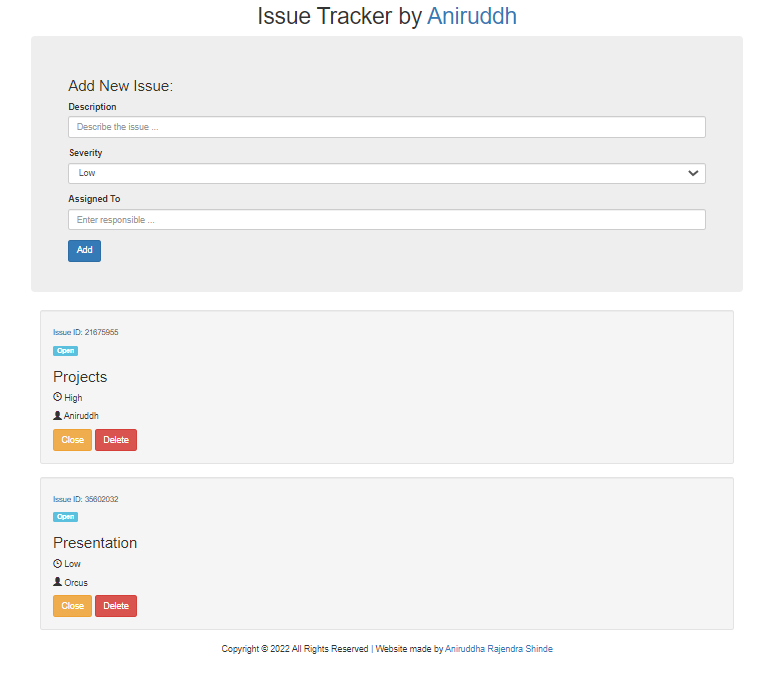 Issue Tracker by Aniruddh
Add New Issue:
Description
Describe the issue ...
Severity
Low
Assigned To
Enter responsible ...
Add
Issue ID: 21675955
Open
Projects
High
Aniruddh
Close Delete
Issue ID: 35602032
Open
Presentation
Low
Orcus
Close Delete
Copyright © 2022 All Rights Reserved | Website made by Aniruddha Rajendra Shinde